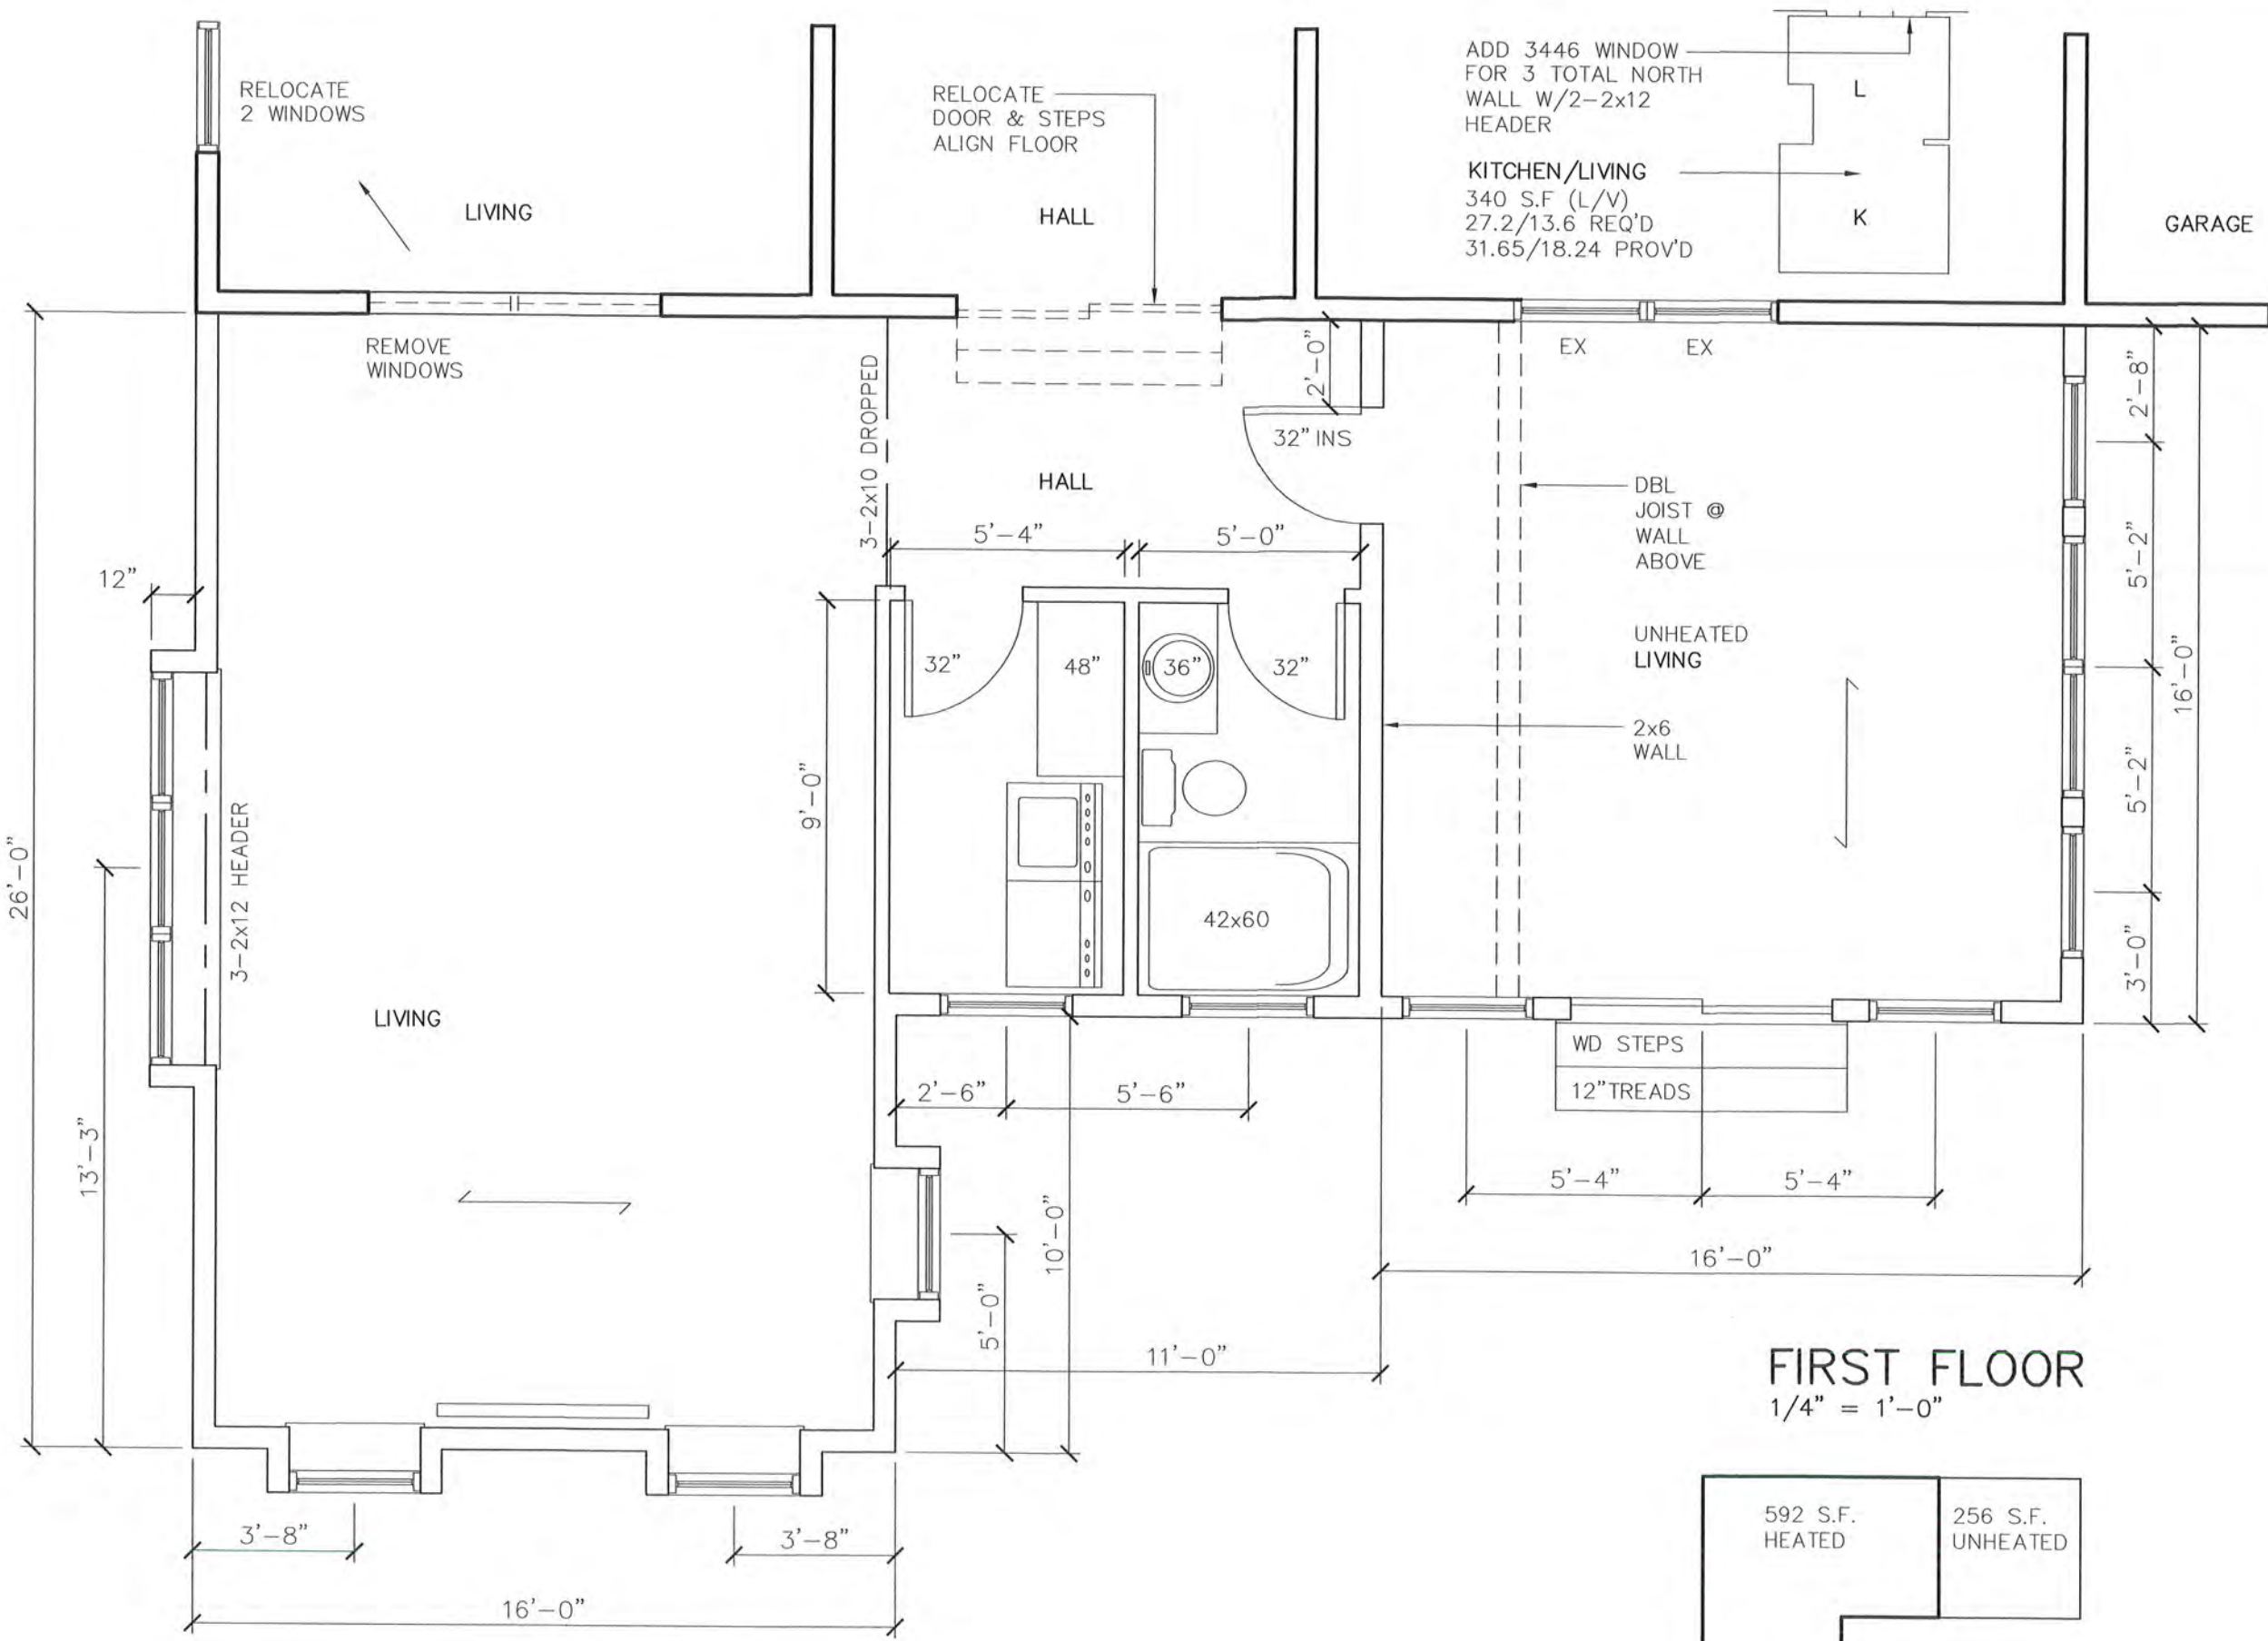 RELOCATE
2 WINDOWS
LIVING
RELOCATE
DOOR & STEPS
ALIGN FLOOR
HALL
ADD 3446 WINDOW
FOR 3 TOTAL NORTH
WALL W/2-2x12
HEADER
KITCHEN/LIVING
340 S.F (L/V)
27.2/13.6 REQ'D
31.65/18.24 PROV'D
L
K
GARAGE
REMOVE
WINDOWS
3-2x10 DROPPED
2'-0"
EX
EX
2'-8"
32" INS
HALL
5'-4"
5'-0"
DBL
JOIST @
WALL
ABOVE
5'-2"
12"
UNHEATED
LIVING
32"
48"
36"
32"
16'-0"
2x6
WALL
5'-2"
9'-0"
26'-0"
3-2x12 HEADER
42x60
3'-0"
LIVING
WD STEPS
12" TREADS
2'-6"
5'-6"
13'-3"
5'-4"
5'-4"
10'-0"
16'-0"
5'-0"
11'-0"
FIRST FLOOR
1/4" = 1'-0"
592 S.F.
HEATED
256 S.F.
UNHEATED
3'-8"
3'-8"
16'-0"